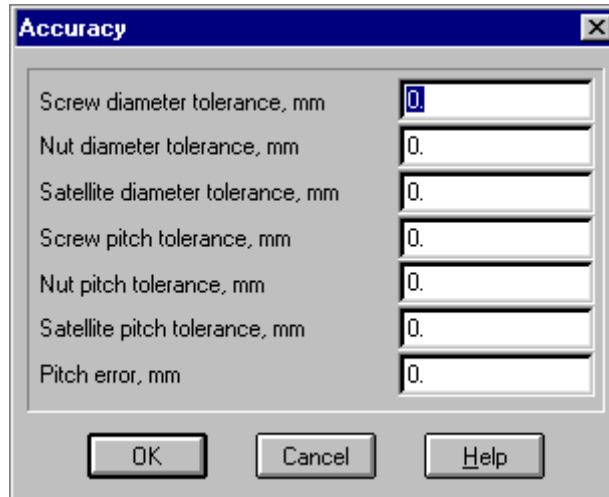 Accuracy
Screw diameter tolerance, mm 0.
Nut diameter tolerance, mm 0.
Satellite diameter tolerance, mm 0.
Screw pitch tolerance, mm 0.
Nut pitch tolerance, mm 0.
Satellite pitch tolerance, mm 0.
Pitch error, mm 0.
OK Cancel Help